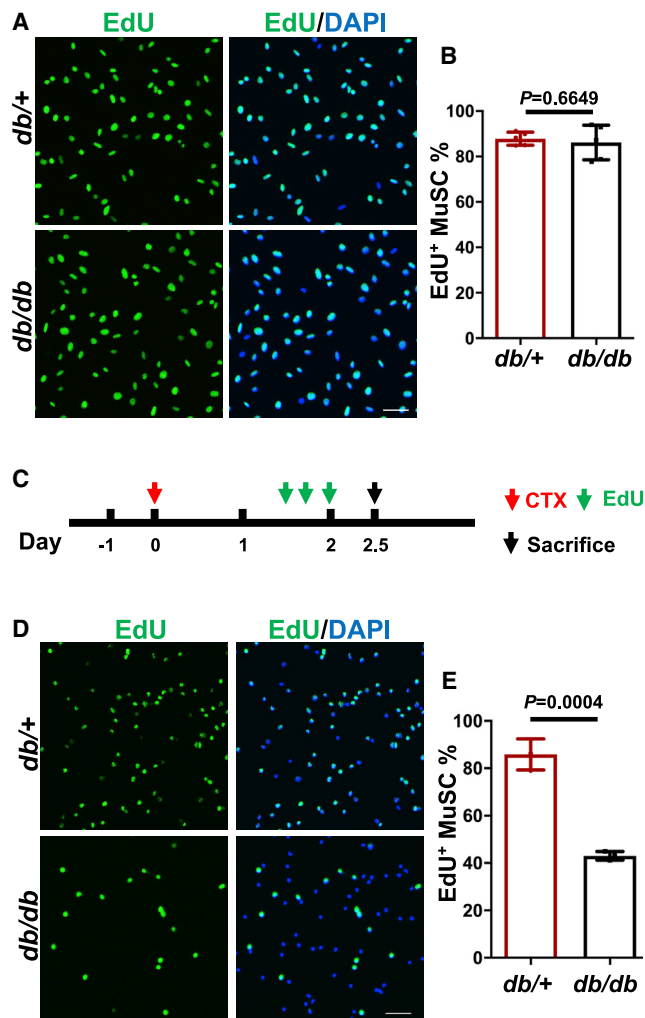 A
EdU
EdU/DAPI
db/+
db/db
B
P=0.6649
EdU⁺ MuSC %
100
80
60
40
20
0
db/+
db/db
C
Day
-1
0
1
2
2.5
CTX
EdU
Sacrifice
D
EdU
EdU/DAPI
db/+
db/db
E
P=0.0004
EdU⁺ MuSC %
100
80
60
40
20
0
db/+
db/db